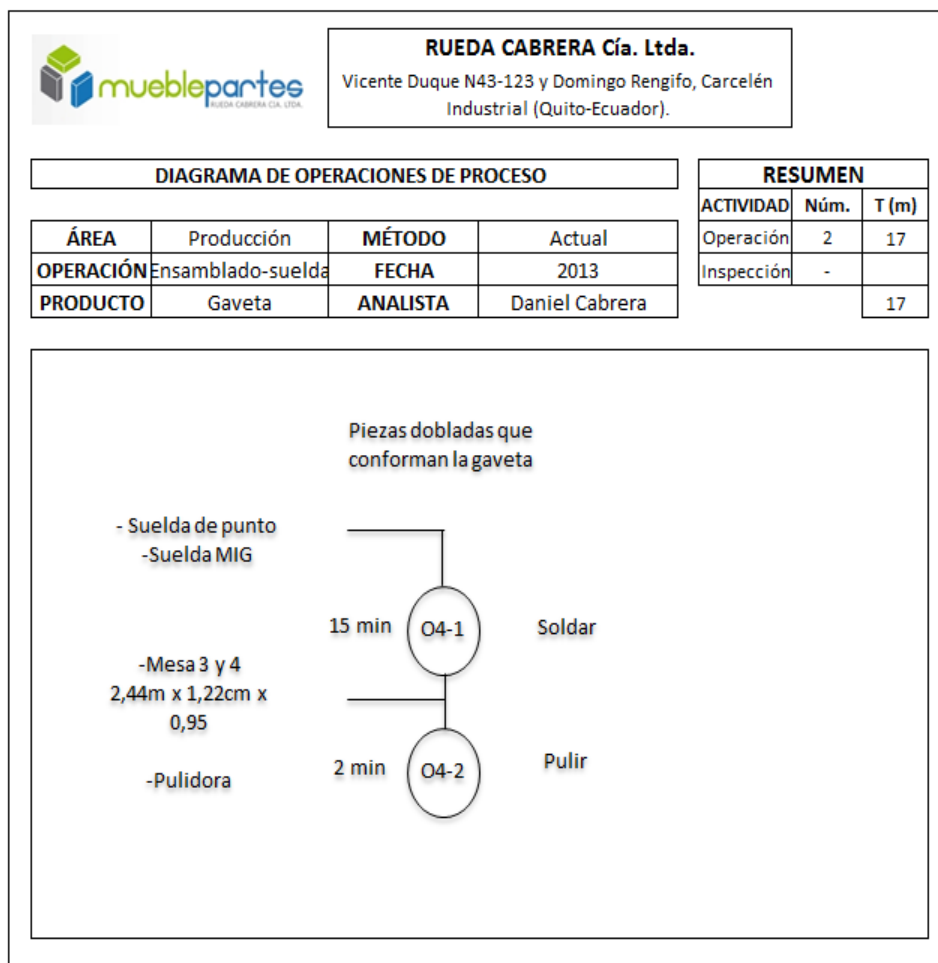 mueblepartes
RUEDA CABRERA CÍA. LTDA.
RUEDA CABRERA Cía. Ltda.
Vicente Duque N43-123 y Domingo Rengifo, Carcelén
Industrial (Quito-Ecuador).
DIAGRAMA DE OPERACIONES DE PROCESO
RESUMEN
ACTIVIDAD Núm. T (m)
Operación 2 17
Inspección -
17
ÁREA Producción MÉTODO Actual
OPERACIÓN Ensamblado-suelda FECHA 2013
PRODUCTO Gaveta ANALISTA Daniel Cabrera
Piezas dobladas que
conforman la gaveta
- Suelda de punto
-Suelda MIG
15 min O4-1 Soldar
-Mesa 3 y 4
2,44m x 1,22cm x
0,95
-Pulidora
2 min O4-2 Pulir